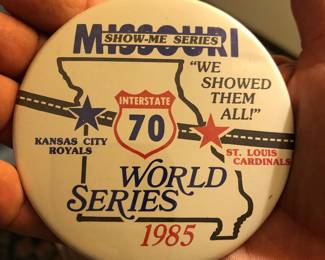 MISSOURI
SHOW-ME SERIES
"WE
SHOWED
THEM
ALL!"
INTERSTATE
70
KANSAS CITY
ROYALS
ST. LOUIS
CARDINALS
WORLD
SERIES
1985